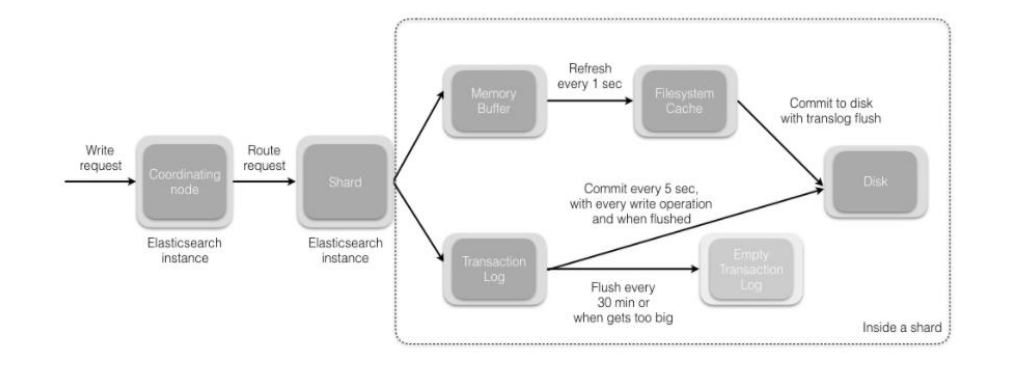 Write
request
Coordinating
node
Elasticsearch
instance
Route
request
Shard
Elasticsearch
instance
Memory
Buffer
Refresh
every 1 sec
Filesystem
Cache
Commit to disk
with translog flush
Disk
Commit every 5 sec,
with every write operation
and when flushed
Transaction
Log
Flush every
30 min or
when gets too big
Empty
Transaction
Log
Inside a shard